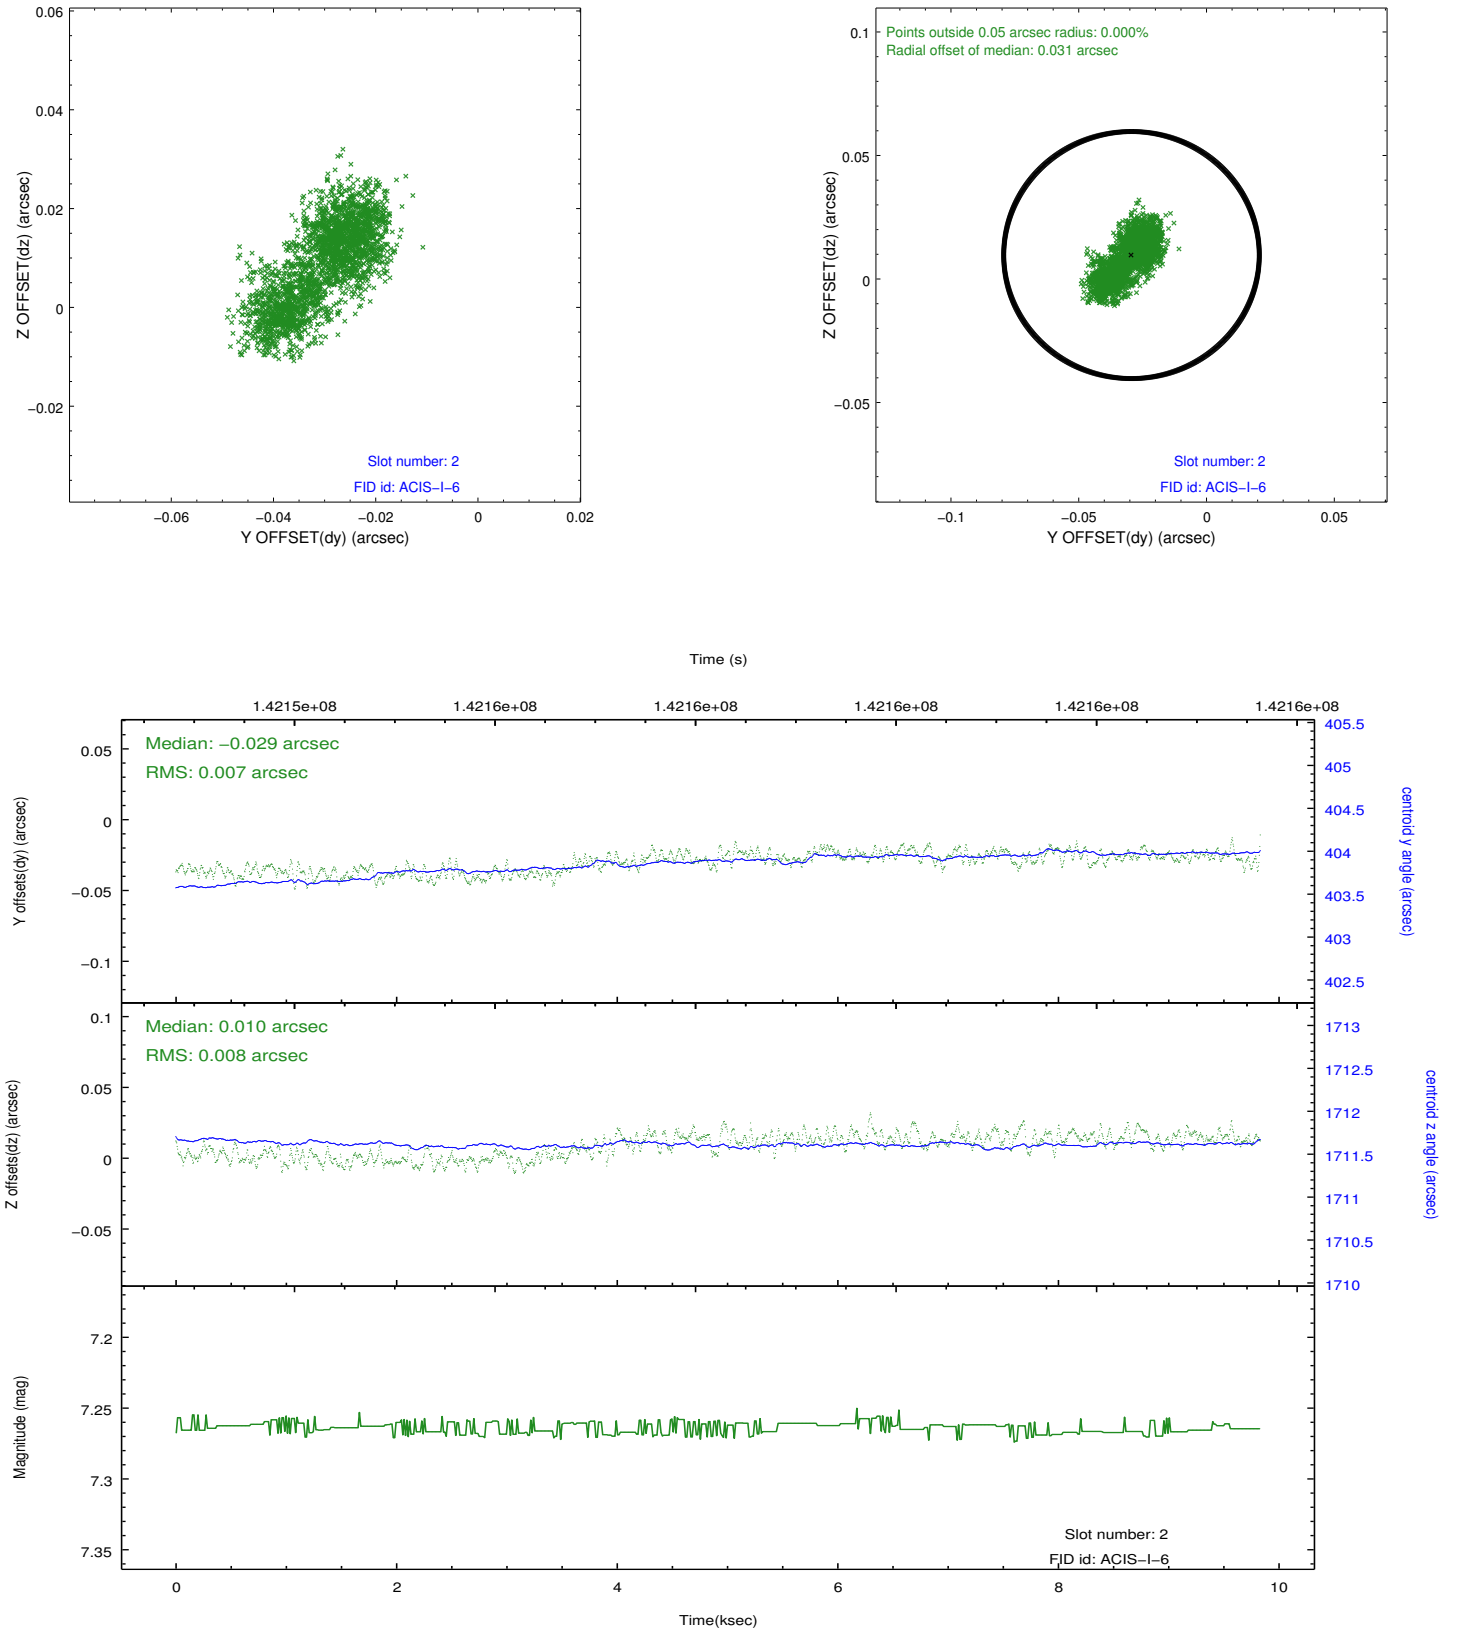 0.06
0.04
0.02
0
−0.02
Z OFFSET(dz) (arcsec)
Slot number: 2
FID id: ACIS−I−6
−0.06
−0.04
−0.02
0
0.02
Y OFFSET(dy) (arcsec)
Points outside 0.05 arcsec radius: 0.000%
Radial offset of median: 0.031 arcsec
0.1
0.05
0
−0.05
Z OFFSET(dz) (arcsec)
Slot number: 2
FID id: ACIS−I−6
−0.1
−0.05
0
0.05
Y OFFSET(dy) (arcsec)
Time (s)
1.4215e+08
1.4216e+08
1.4216e+08
1.4216e+08
1.4216e+08
1.4216e+08
Median: −0.029 arcsec
RMS: 0.007 arcsec
0.05
0
−0.05
−0.1
Y offsets(dy) (arcsec)
405.5
405
404.5
404
403.5
403
402.5
centroid y angle (arcsec)
Median: 0.010 arcsec
RMS: 0.008 arcsec
0.1
0.05
0
−0.05
Z offsets(dz) (arcsec)
1713
1712.5
1712
1711.5
1711
1710.5
1710
centroid z angle (arcsec)
7.2
7.25
7.3
7.35
Magnitude (mag)
Slot number: 2
FID id: ACIS−I−6
0
2
4
6
8
10
Time(ksec)